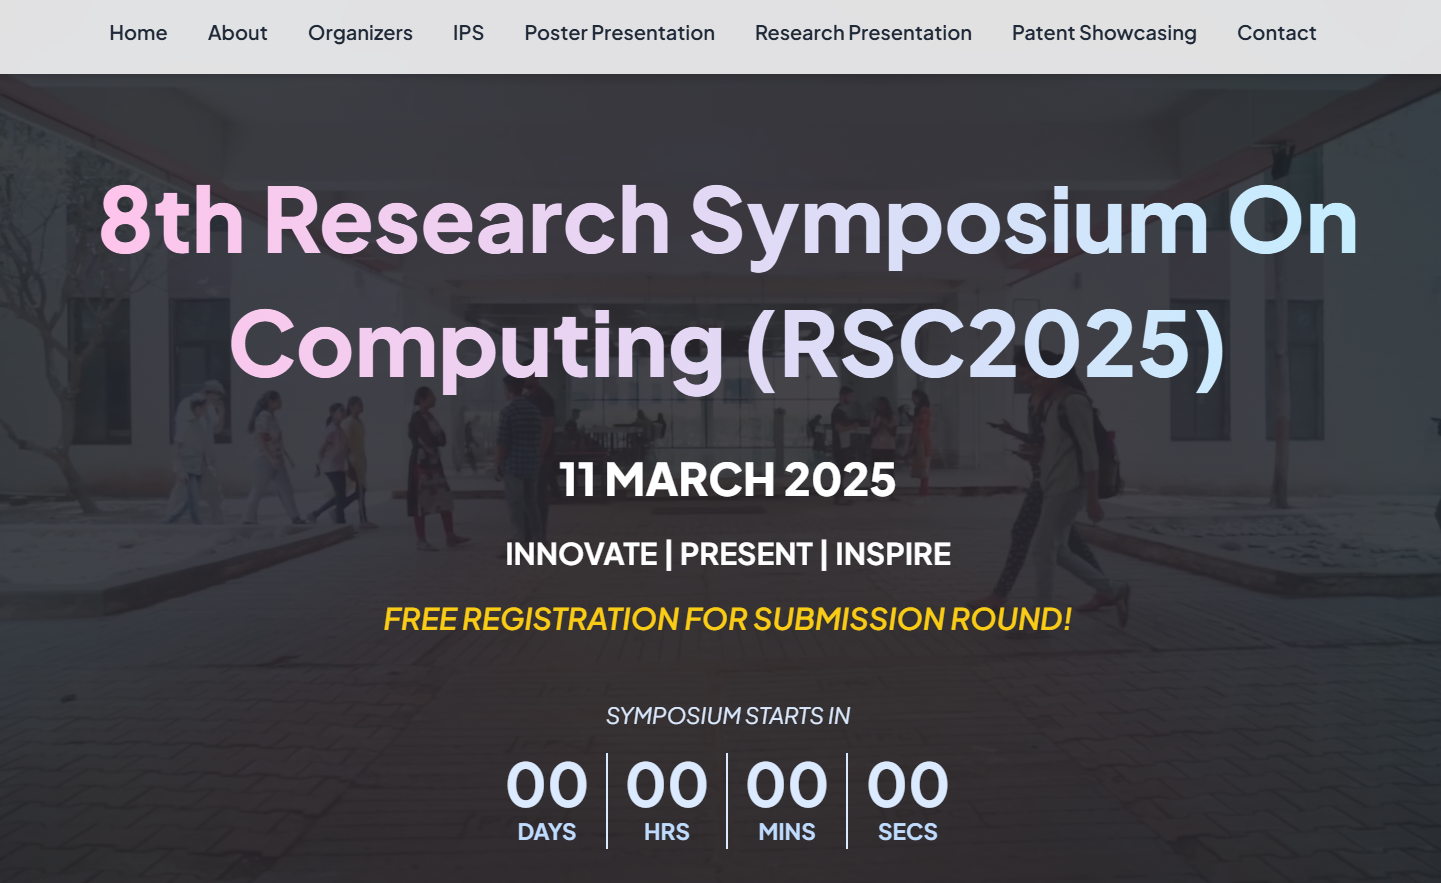 Home About Organizers IPS Poster Presentation Research Presentation Patent Showcasing Contact
8th Research Symposium On
Computing (RSC2025)
11 MARCH 2025
INNOVATE | PRESENT | INSPIRE
FREE REGISTRATION FOR SUBMISSION ROUND!
SYMPOSIUM STARTS IN
00 00 00 00
DAYS HRS MINS SECS